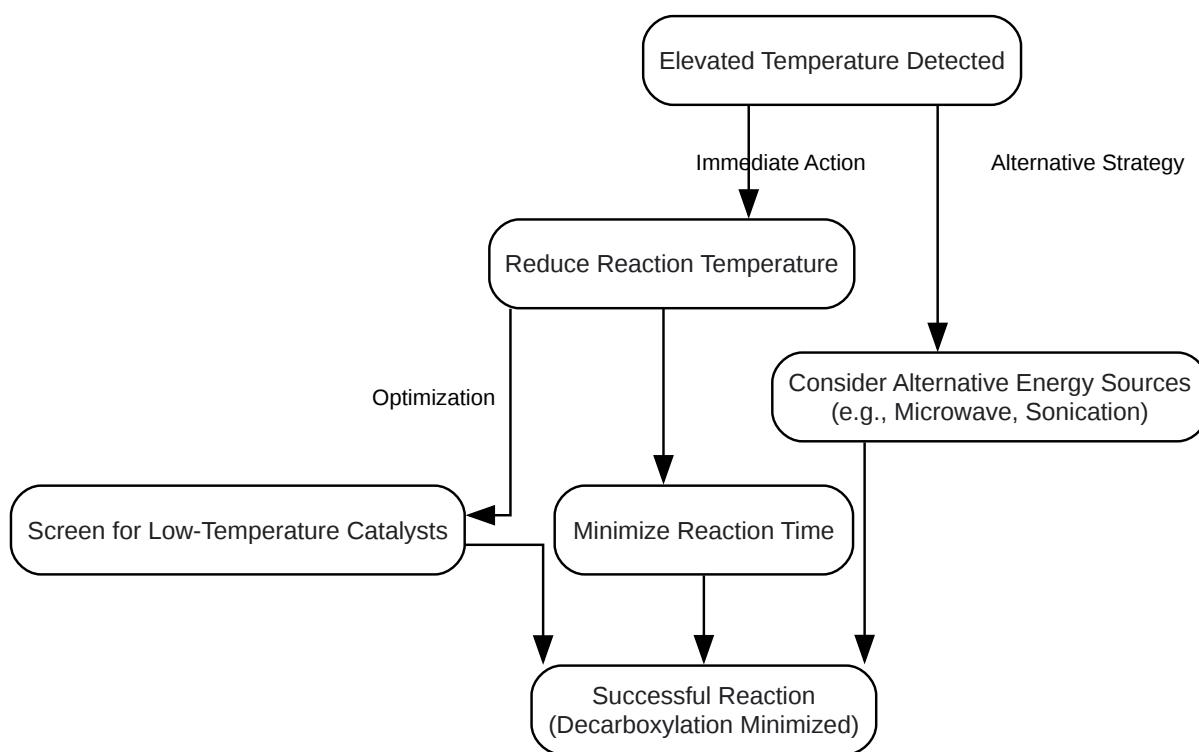 Elevated Temperature Detected
Immediate Action
Alternative Strategy
Reduce Reaction Temperature
Consider Alternative Energy Sources
(e.g., Microwave, Sonication)
Optimization
Screen for Low-Temperature Catalysts
Minimize Reaction Time
Successful Reaction
(Decarboxylation Minimized)